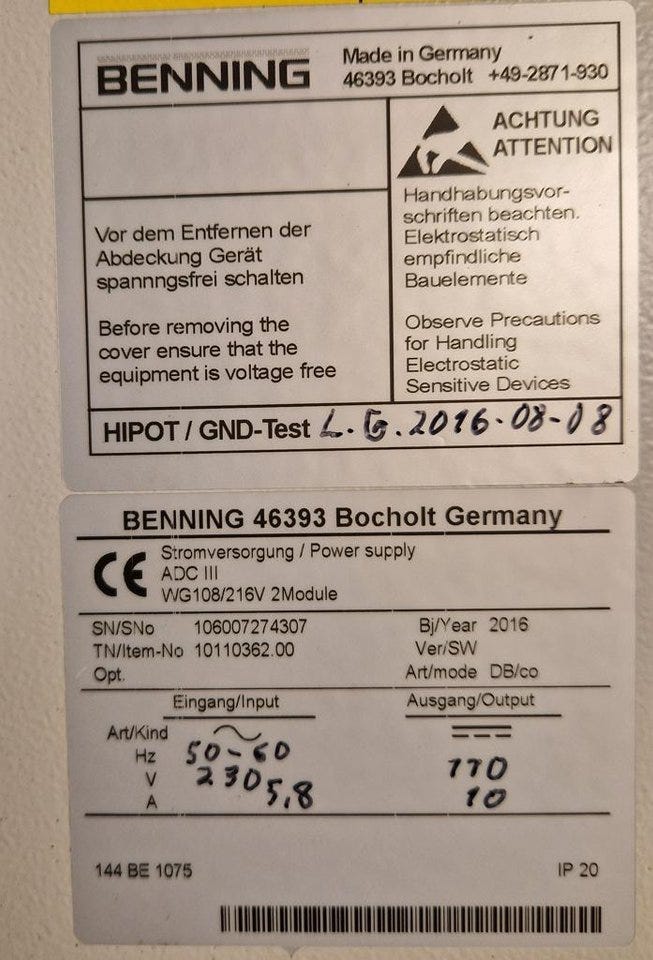 BENNING
Made in Germany
46393 Bocholt +49-2871-930
ACHTUNG
ATTENTION
Vor dem Entfernen der
Abdeckung Gerät
spannngsfrei schalten
Before removing the
cover ensure that the
equipment is voltage free
Handhabungsvor-
schriften beachten.
Elektrostatisch
empfindliche
Bauelemente
Observe Precautions
for Handling
Electrostatic
Sensitive Devices
HIPOT / GND-Test L.G.2016-08-08
BENNING 46393 Bocholt Germany
CE
Stromversorgung / Power supply
ADC III
WG108/216V 2Module
SN/SNo 106007274307 Bj/Year 2016
TN/Item-No 10110362.00 Ver/SW
Opt. Art/mode DB/co
Eingang/Input Ausgang/Output
Art/Kind
Hz 50-60
V 230 110
A 5,8 10
144 BE 1075 IP 20